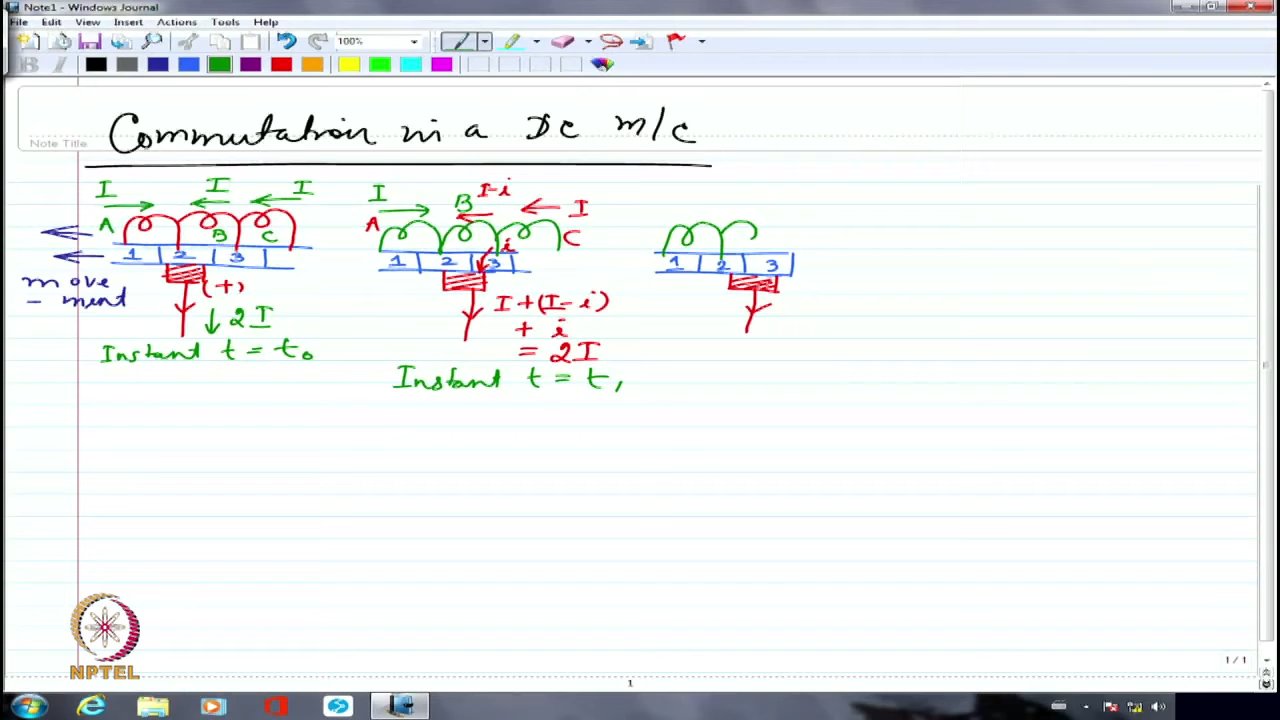 Note1 - Windows Journal
File Edit View Insert Actions Tools Help
100%
B I
Commutation in a DC m/c
Note Title
I I I
A B C
1 2 3
move
- ment
(+)
2I
Instant t = t₀
I I-i I
A B C
i
1 2 3
I + (I - i)
+ i
= 2I
Instant t = t₁
1 2 3
NPTEL
1 / 1
1